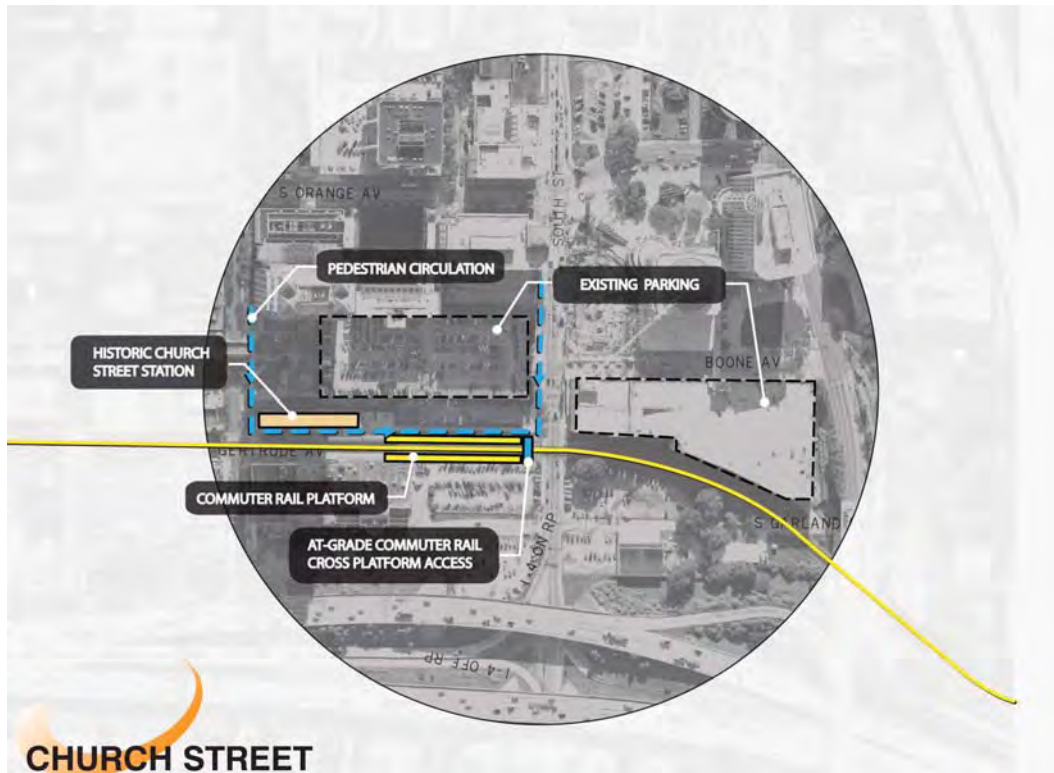 S ORANGE AV
SOUTH ST
PEDESTRIAN CIRCULATION
EXISTING PARKING
HISTORIC CHURCH
STREET STATION
BOONE AV
GERTRUDE AV
COMMUTER RAIL PLATFORM
S GARLAND
AT-GRADE COMMUTER RAIL
CROSS PLATFORM ACCESS
I-4 ON RP
I-4 OFF RP
CHURCH STREET